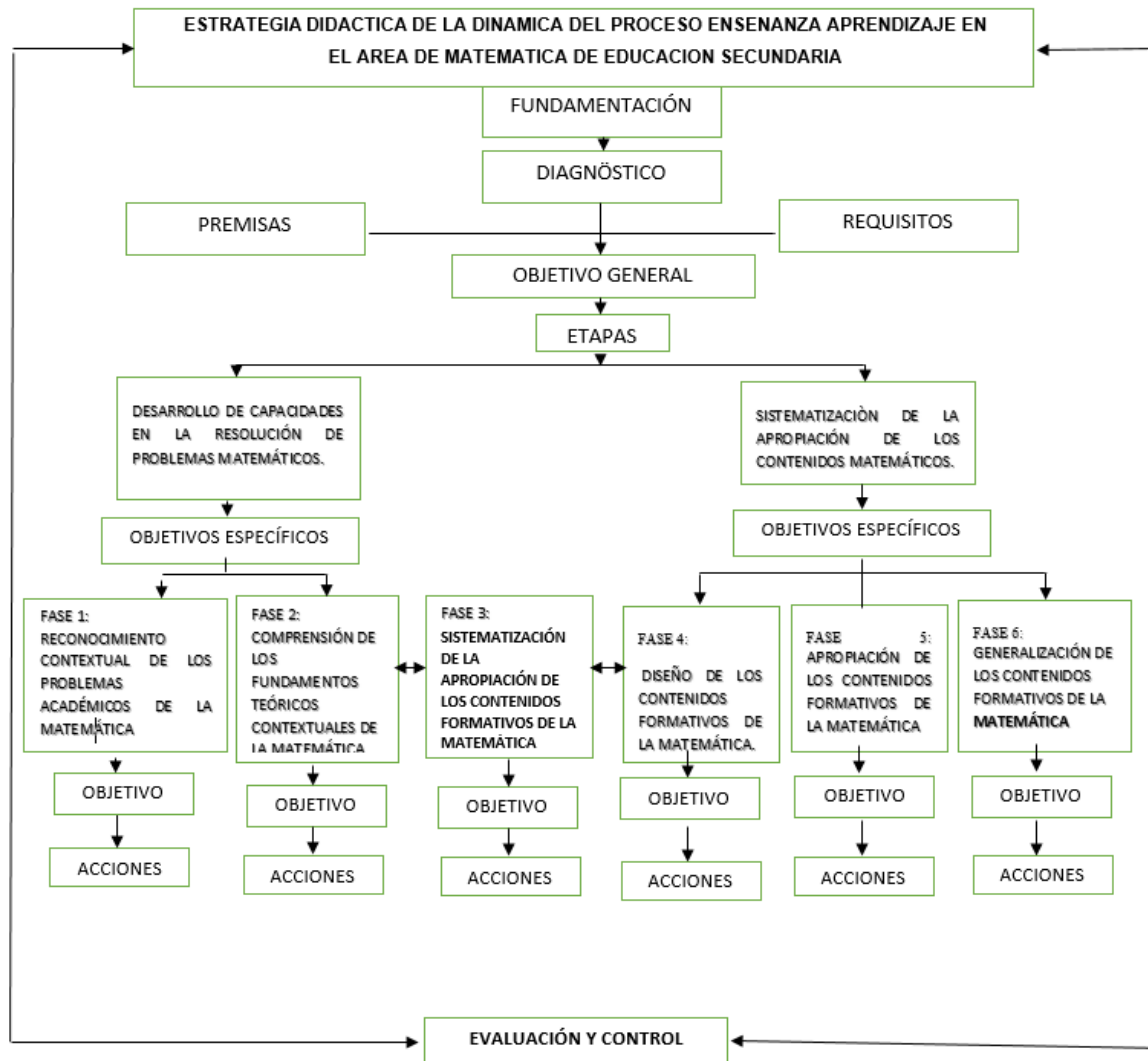 ESTRATEGIA DIDACTICA DE LA DINAMICA DEL PROCESO ENSENANZA APRENDIZAJE EN
EL AREA DE MATEMATICA DE EDUCACION SECUNDARIA
FUNDAMENTACIÓN
DIAGNÖSTICO
PREMISAS
REQUISITOS
OBJETIVO GENERAL
ETAPAS
DESARROLLO DE CAPACIDADES
EN LA RESOLUCIÓN DE
PROBLEMAS MATEMÁTICOS.
SISTEMATIZACIÒN DE LA
APROPIACIÓN DE LOS
CONTENIDOS MATEMÁTICOS.
OBJETIVOS ESPECÍFICOS
OBJETIVOS ESPECÍFICOS
FASE 1:
RECONOCIMIENTO
CONTEXTUAL DE LOS
PROBLEMAS
ACADÉMICOS DE LA
MATEMÁTICA
FASE 2:
COMPRENSIÓN DE
LOS
FUNDAMENTOS
TEÓRICOS
CONTEXTUALES DE
LA MATEMÁTICA
FASE 3:
SISTEMATIZACIÓN
DE LA
APROPIACIÓN DE
LOS CONTENIDOS
FORMATIVOS DE LA
MATEMÀTICA
FASE 4:
DISEÑO DE LOS
CONTENIDOS
FORMATIVOS DE
LA MATEMÁTICA.
FASE 5:
APROPIACIÓN DE
LOS CONTENIDOS
FORMATIVOS DE
LA MATEMÁTICA
FASE 6:
GENERALIZACIÓN DE
LOS CONTENIDOS
FORMATIVOS DE LA
MATEMÁTICA
OBJETIVO
OBJETIVO
OBJETIVO
OBJETIVO
OBJETIVO
OBJETIVO
ACCIONES
ACCIONES
ACCIONES
ACCIONES
ACCIONES
ACCIONES
EVALUACIÓN Y CONTROL